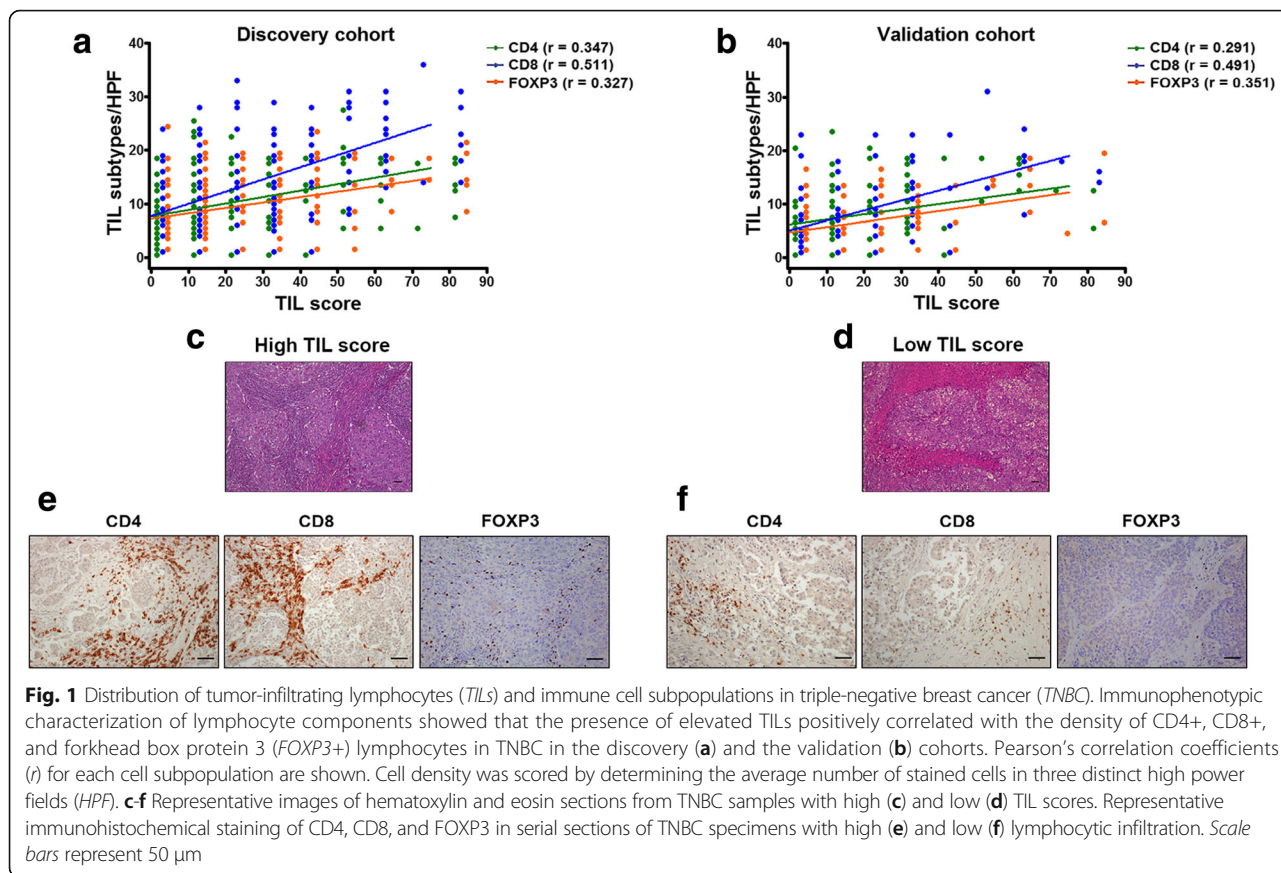 a
Discovery cohort
CD4 (r = 0.347)
CD8 (r = 0.511)
FOXP3 (r = 0.327)
TIL subtypes/HPF
40
30
20
10
0
0 10 20 30 40 50 60 70 80 90
TIL score
b
Validation cohort
CD4 (r = 0.291)
CD8 (r = 0.491)
FOXP3 (r = 0.351)
TIL subtypes/HPF
40
30
20
10
0
0 10 20 30 40 50 60 70 80 90
TIL score
c
High TIL score
d
Low TIL score
e
CD4 CD8 FOXP3
f
CD4 CD8 FOXP3
Fig. 1 Distribution of tumor-infiltrating lymphocytes (TILs) and immune cell subpopulations in triple-negative breast cancer (TNBC). Immunophenotypic
characterization of lymphocyte components showed that the presence of elevated TILs positively correlated with the density of CD4+, CD8+,
and forkhead box protein 3 (FOXP3+) lymphocytes in TNBC in the discovery (a) and the validation (b) cohorts. Pearson's correlation coefficients
(r) for each cell subpopulation are shown. Cell density was scored by determining the average number of stained cells in three distinct high power
fields (HPF). c-f Representative images of hematoxylin and eosin sections from TNBC samples with high (c) and low (d) TIL scores. Representative
immunohistochemical staining of CD4, CD8, and FOXP3 in serial sections of TNBC specimens with high (e) and low (f) lymphocytic infiltration. Scale
bars represent 50 μm